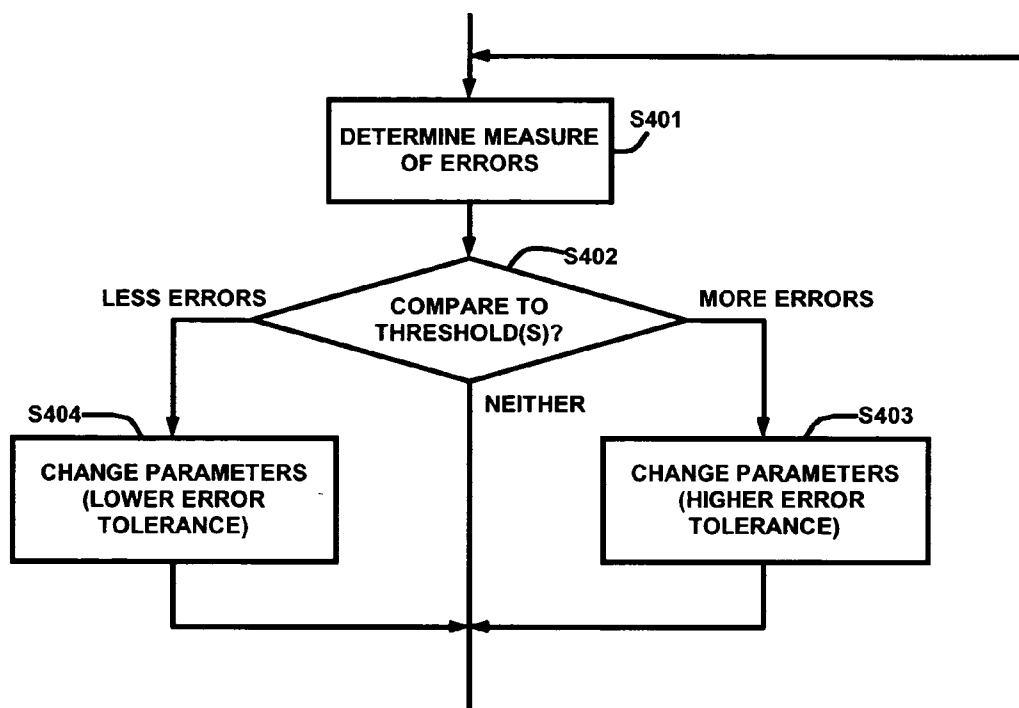 DETERMINE MEASURE
OF ERRORS
S401
S402
COMPARE TO
THRESHOLD(S)?
LESS ERRORS
MORE ERRORS
NEITHER
S404
CHANGE PARAMETERS
(LOWER ERROR
TOLERANCE)
S403
CHANGE PARAMETERS
(HIGHER ERROR
TOLERANCE)